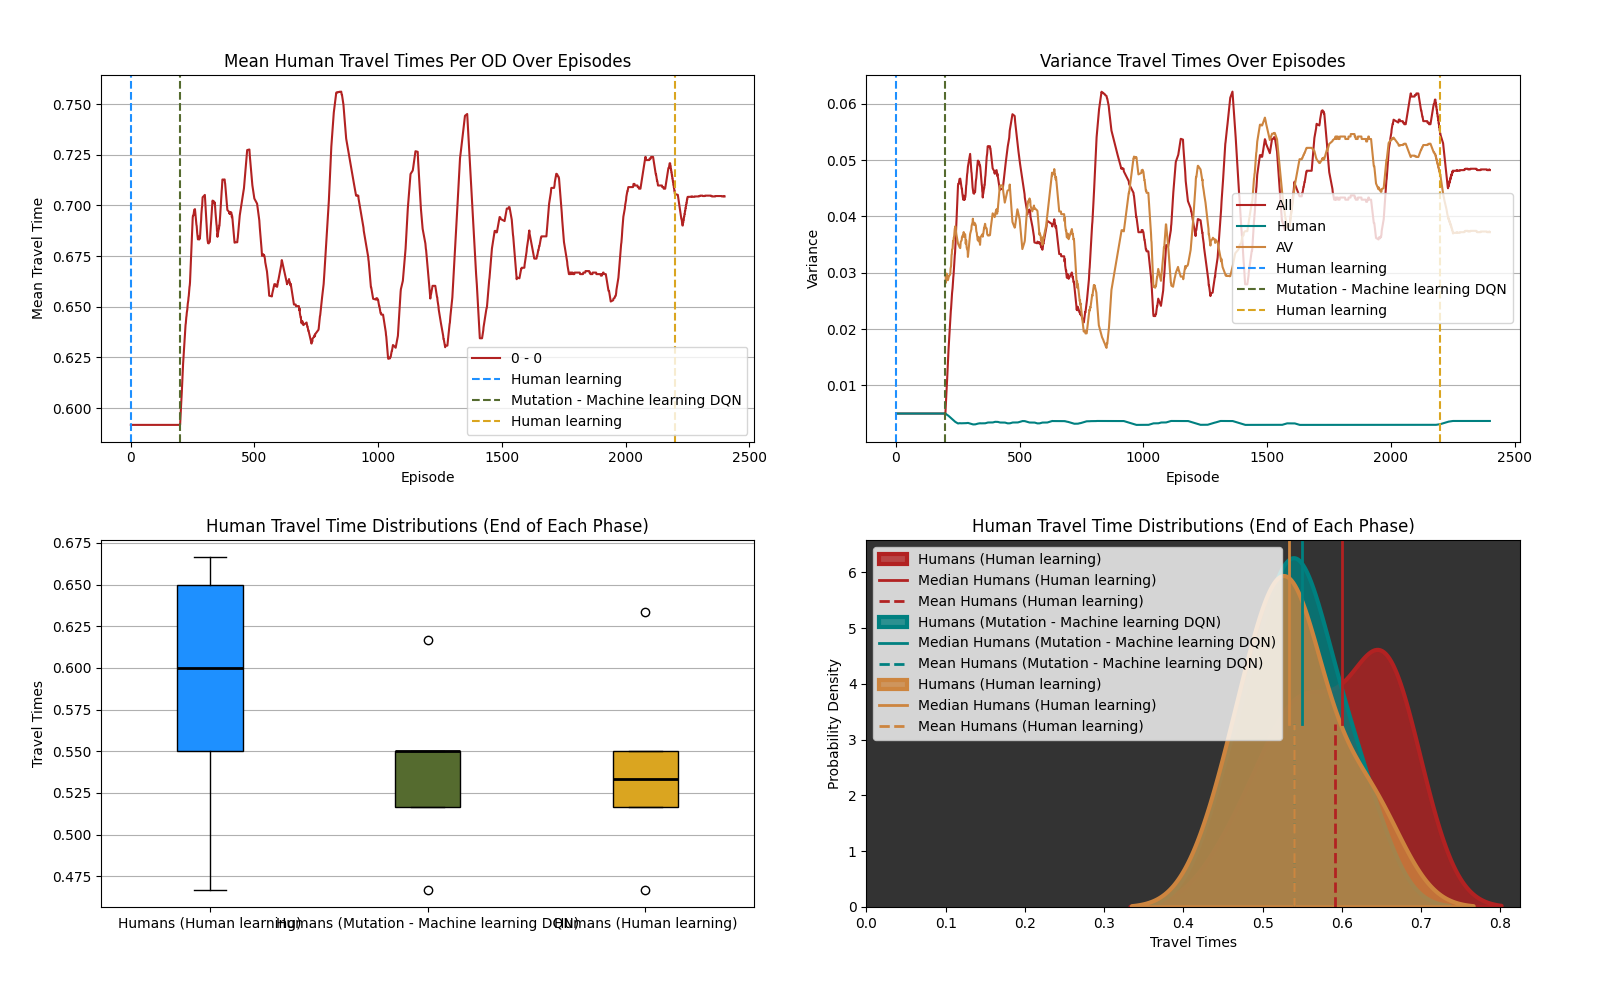 Mean Human Travel Times Per OD Over Episodes
Mean Travel Time
0.750
0.725
0.700
0.675
0.650
0.625
0.600
0 - 0
Human learning
Mutation - Machine learning DQN
Human learning
0
500
1000
1500
2000
2500
Episode
Variance Travel Times Over Episodes
Variance
0.06
0.05
0.04
0.03
0.02
0.01
All
Human
AV
Human learning
Mutation - Machine learning DQN
Human learning
0
500
1000
1500
2000
2500
Episode
Human Travel Time Distributions (End of Each Phase)
Travel Times
0.675
0.650
0.625
0.600
0.575
0.550
0.525
0.500
0.475
Humans (Human learning)
Humans (Mutation - Machine learning DQN)
Humans (Human learning)
Human Travel Time Distributions (End of Each Phase)
Probability Density
6
5
4
3
2
1
0
Humans (Human learning)
Median Humans (Human learning)
Mean Humans (Human learning)
Humans (Mutation - Machine learning DQN)
Median Humans (Mutation - Machine learning DQN)
Mean Humans (Mutation - Machine learning DQN)
Humans (Human learning)
Median Humans (Human learning)
Mean Humans (Human learning)
0.0
0.1
0.2
0.3
0.4
0.5
0.6
0.7
0.8
Travel Times